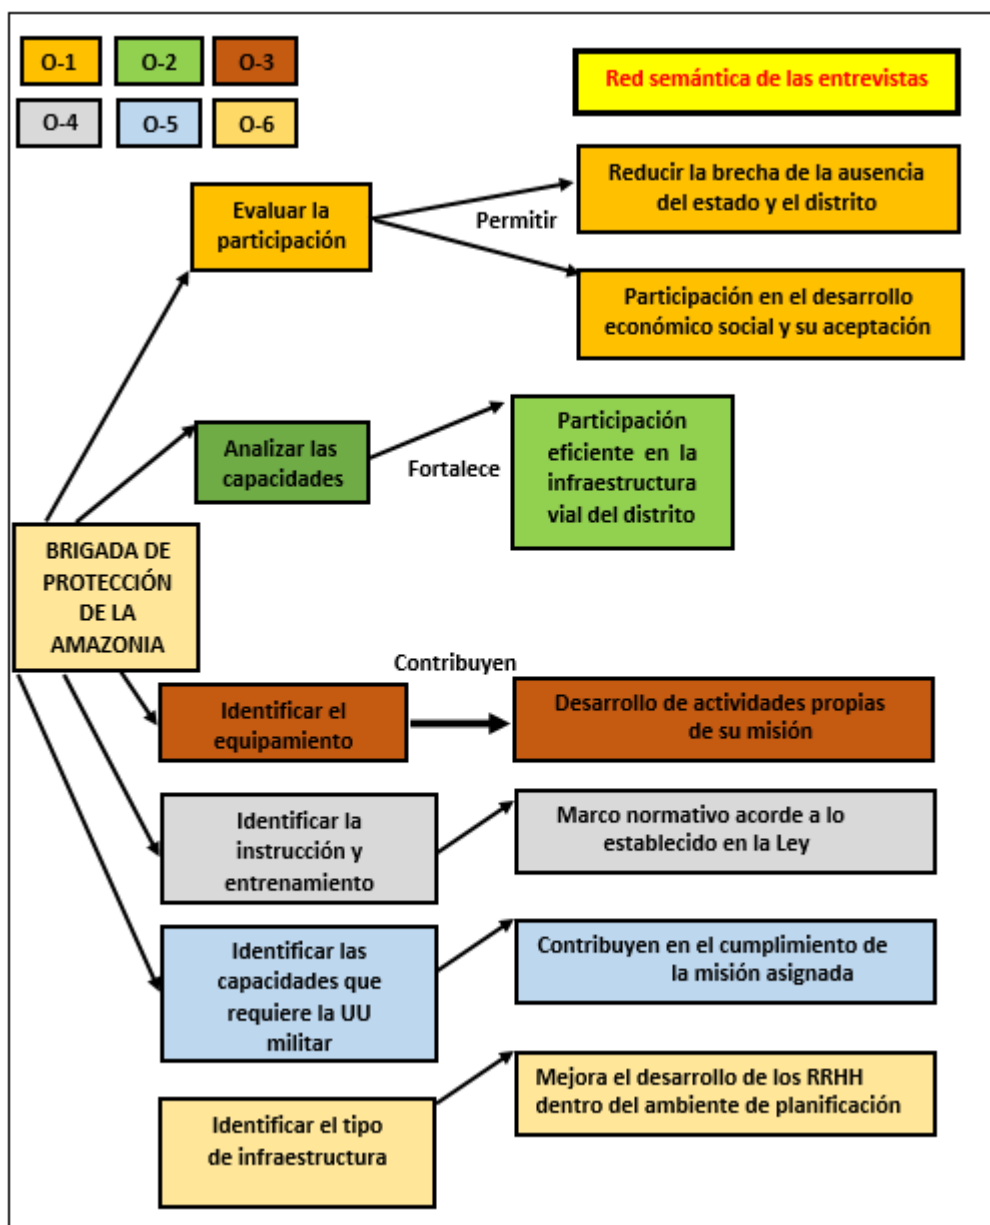 O-1
O-2
O-3
O-4
O-5
O-6
Red semántica de las entrevistas
Evaluar la
participación
Permitir
Reducir la brecha de la ausencia
del estado y el distrito
Participación en el desarrollo
económico social y su aceptación
Analizar las
capacidades
Fortalece
Participación
eficiente en la
infraestructura
vial del distrito
BRIGADA DE
PROTECCIÓN
DE LA
AMAZONIA
Contribuyen
Identificar el
equipamiento
Desarrollo de actividades propias
de su misión
Identificar la
instrucción y
entrenamiento
Marco normativo acorde a lo
establecido en la Ley
Identificar las
capacidades que
requiere la UU
militar
Contribuyen en el cumplimiento de
la misión asignada
Identificar el tipo
de infraestructura
Mejora el desarrollo de los RRHH
dentro del ambiente de planificación